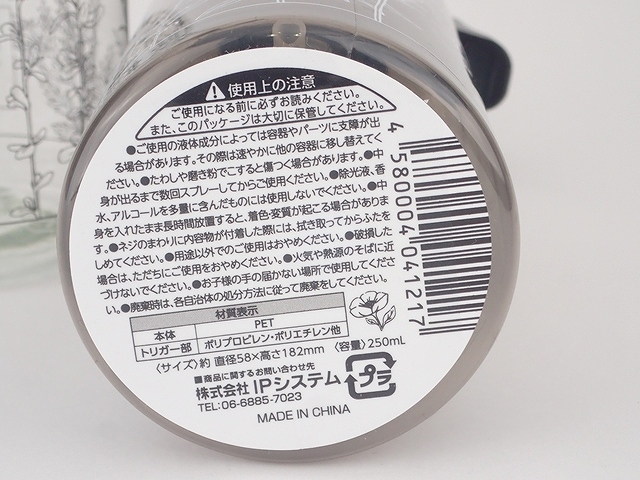 使用上の注意
ご使用になる前に必ずお読みください。
また、このパッケージは大切に保管してください。
●ご使用の液体成分によっては容器やパーツに支障が出
る場合があります。その際は速やかに他の容器に移し替えてく
ださい。●たわしや磨き粉でこすると傷つく場合があります。●中
身が出るまで数回スプレーしてからご使用ください。●除光液、香
水、アルコールを多量に含んだものには使用しないでください。●中
身を入れたまま長時間放置すると、着色・変質が起こる場合がありま
す。●ネジのまわりに内容物が付着した際には、拭き取ってからふたを
しめてください。●用途以外でのご使用はおやめください。●破損した
場合は、ただちにご使用をおやめください。●火気や熱源のそばに近
づけないでください。●お子様の手の届かない場所で使用してくださ
い。●廃棄時は、各自治体の処分方法に従って廃棄をしてください。
材質表示
本体 PET
トリガー部 ポリプロピレン・ポリエチレン他
〈サイズ〉約 直径58×高さ182mm 〈容量〉250mL
■商品に関するお問い合わせ先
株式会社 IPシステム
TEL:06-6885-7023
MADE IN CHINA
プラ
4 580004 041217